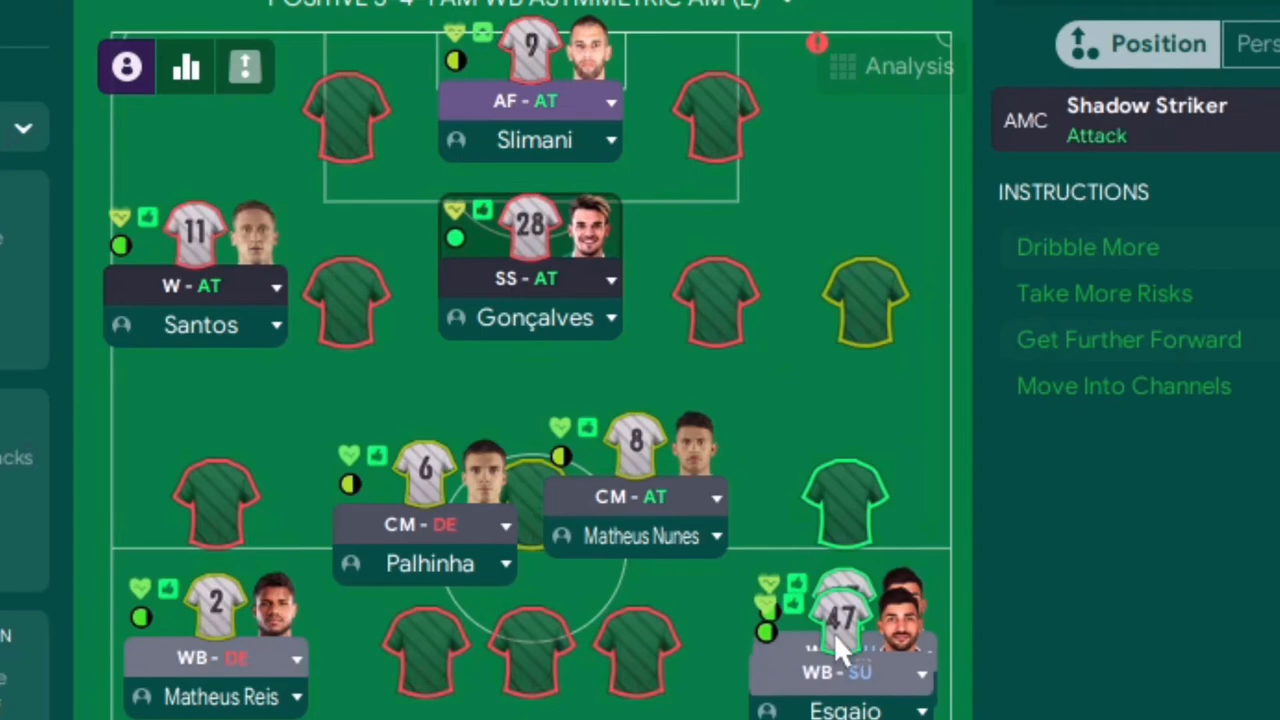 Analysis
Position
Pers
9
AF - AT
Slimani
AMC
Shadow Striker
Attack
INSTRUCTIONS
Dribble More
Take More Risks
Get Further Forward
Move Into Channels
11
W - AT
Santos
28
SS - AT
Gonçalves
8
CM - AT
Matheus Nunes
6
CM - DE
Palhinha
acks
N
2
WB - DE
Matheus Reis
47
WB - SU
Esgaio